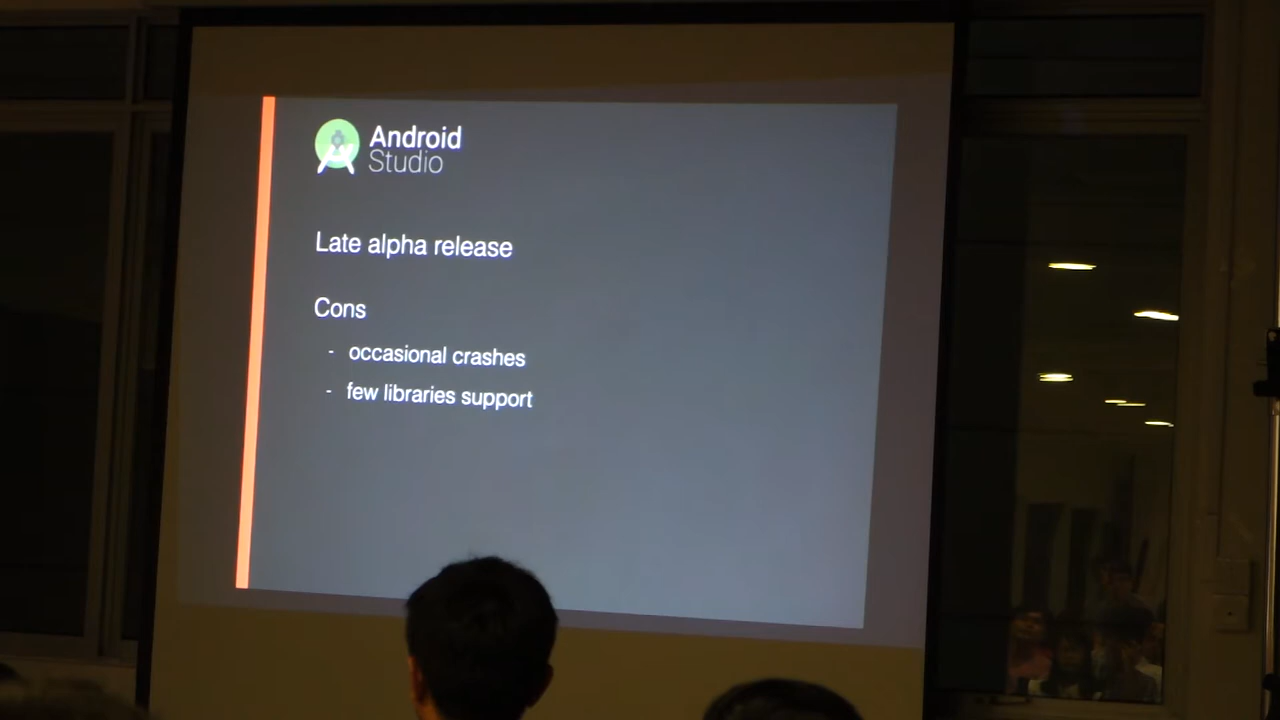 Android
Studio
Late alpha release
Cons
- occasional crashes
- few libraries support